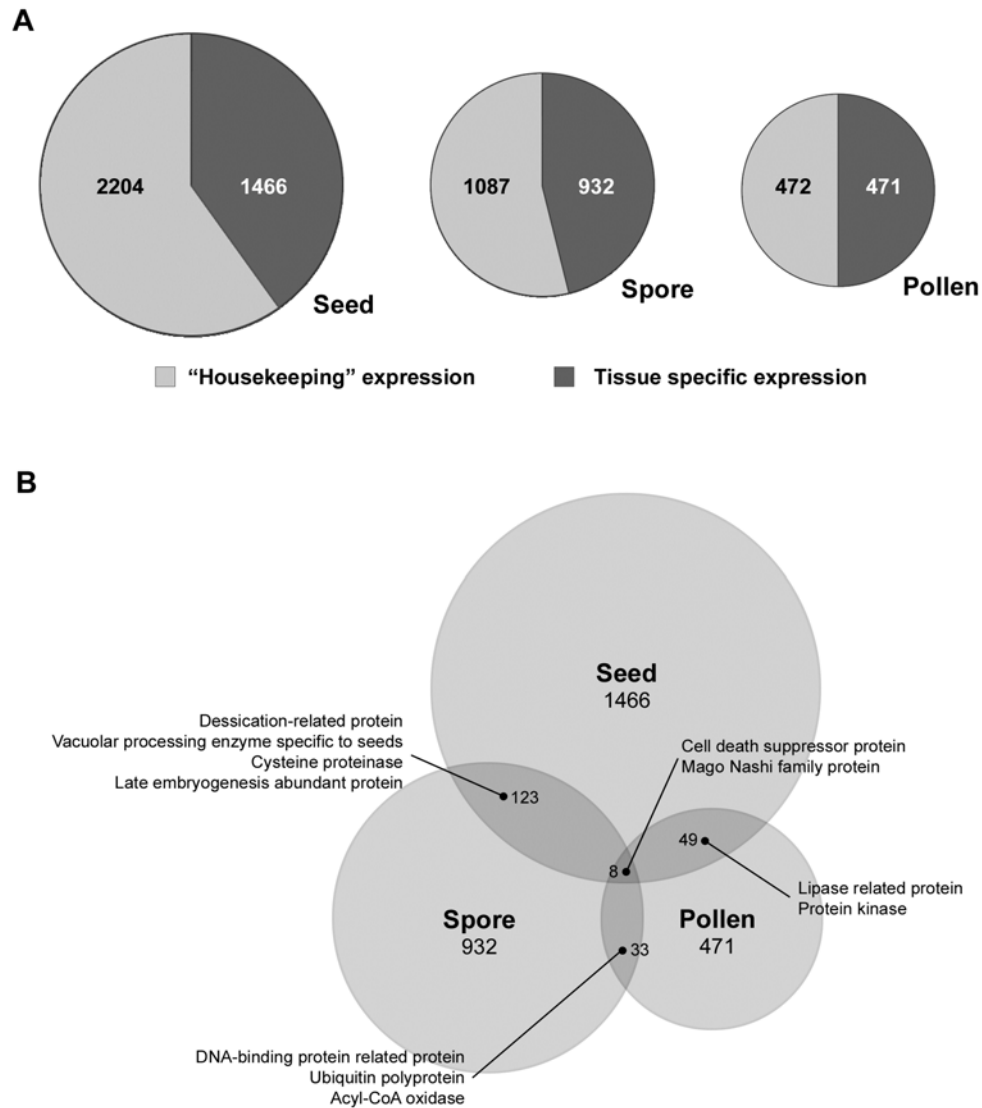 A
2204
1466
Seed
1087
932
Spore
472
471
Pollen
“Housekeeping” expression
Tissue specific expression
B
Seed
1466
Dessication-related protein
Vacuolar processing enzyme specific to seeds
Cysteine proteinase
Late embryogenesis abundant protein
123
Cell death suppressor protein
Mago Nashi family protein
49
8
Lipase related protein
Protein kinase
Spore
932
Pollen
471
33
DNA-binding protein related protein
Ubiquitin polyprotein
Acyl-CoA oxidase